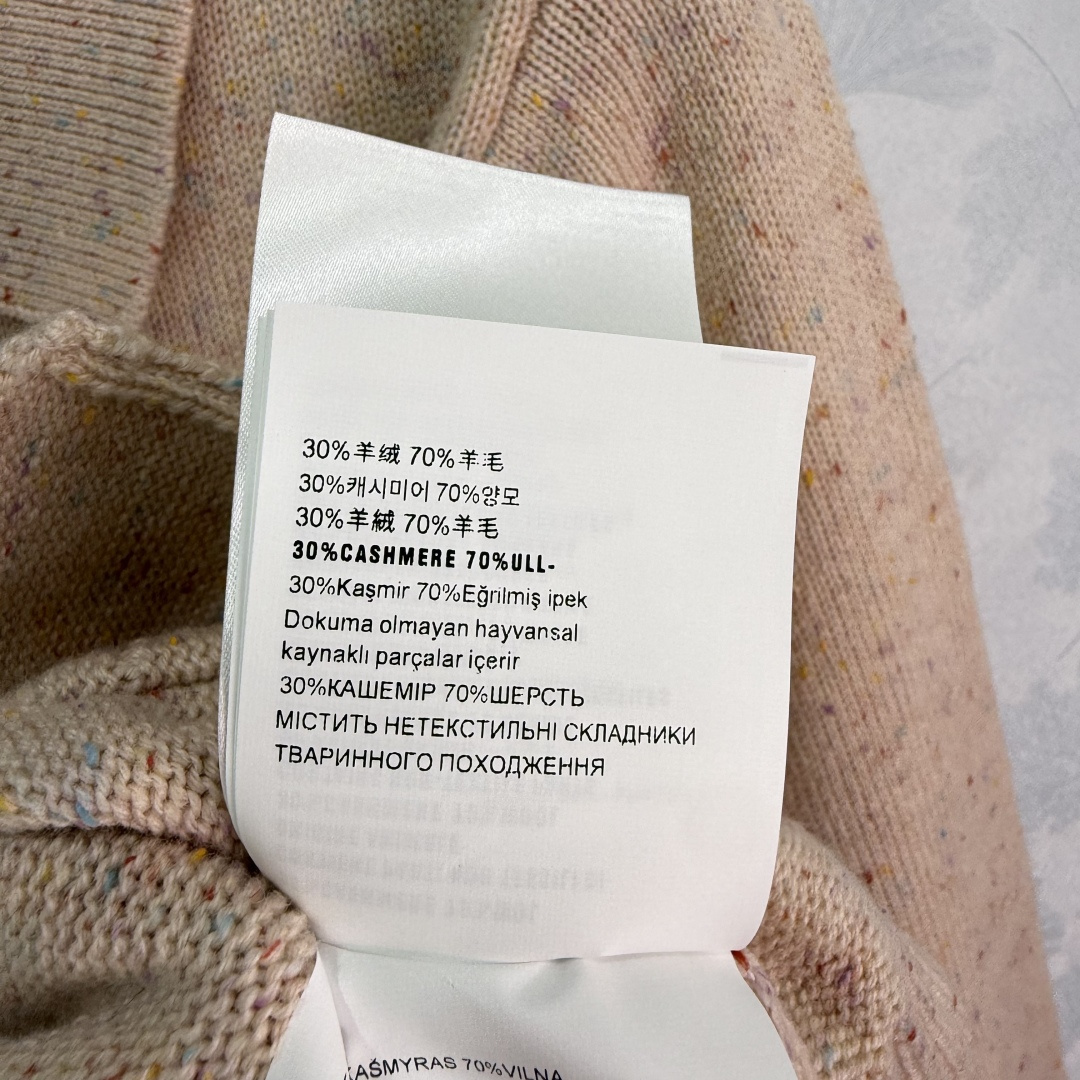 30%羊绒 70%羊毛
30%캐시미어 70%양모
30%羊絨 70%羊毛
30%CASHMERE 70%ULL-
30%Kaşmir 70%Eğrilmiş ipek
Dokuma olmayan hayvansal
kaynaklı parçalar içerir
30%КАШЕМІР 70%ШЕРСТЬ
МІСТИТЬ НЕТЕКСТИЛЬНІ СКЛАДНИКИ
ТВАРИННОГО ПОХОДЖЕННЯ
KAŠMYRAS 70%VILNA